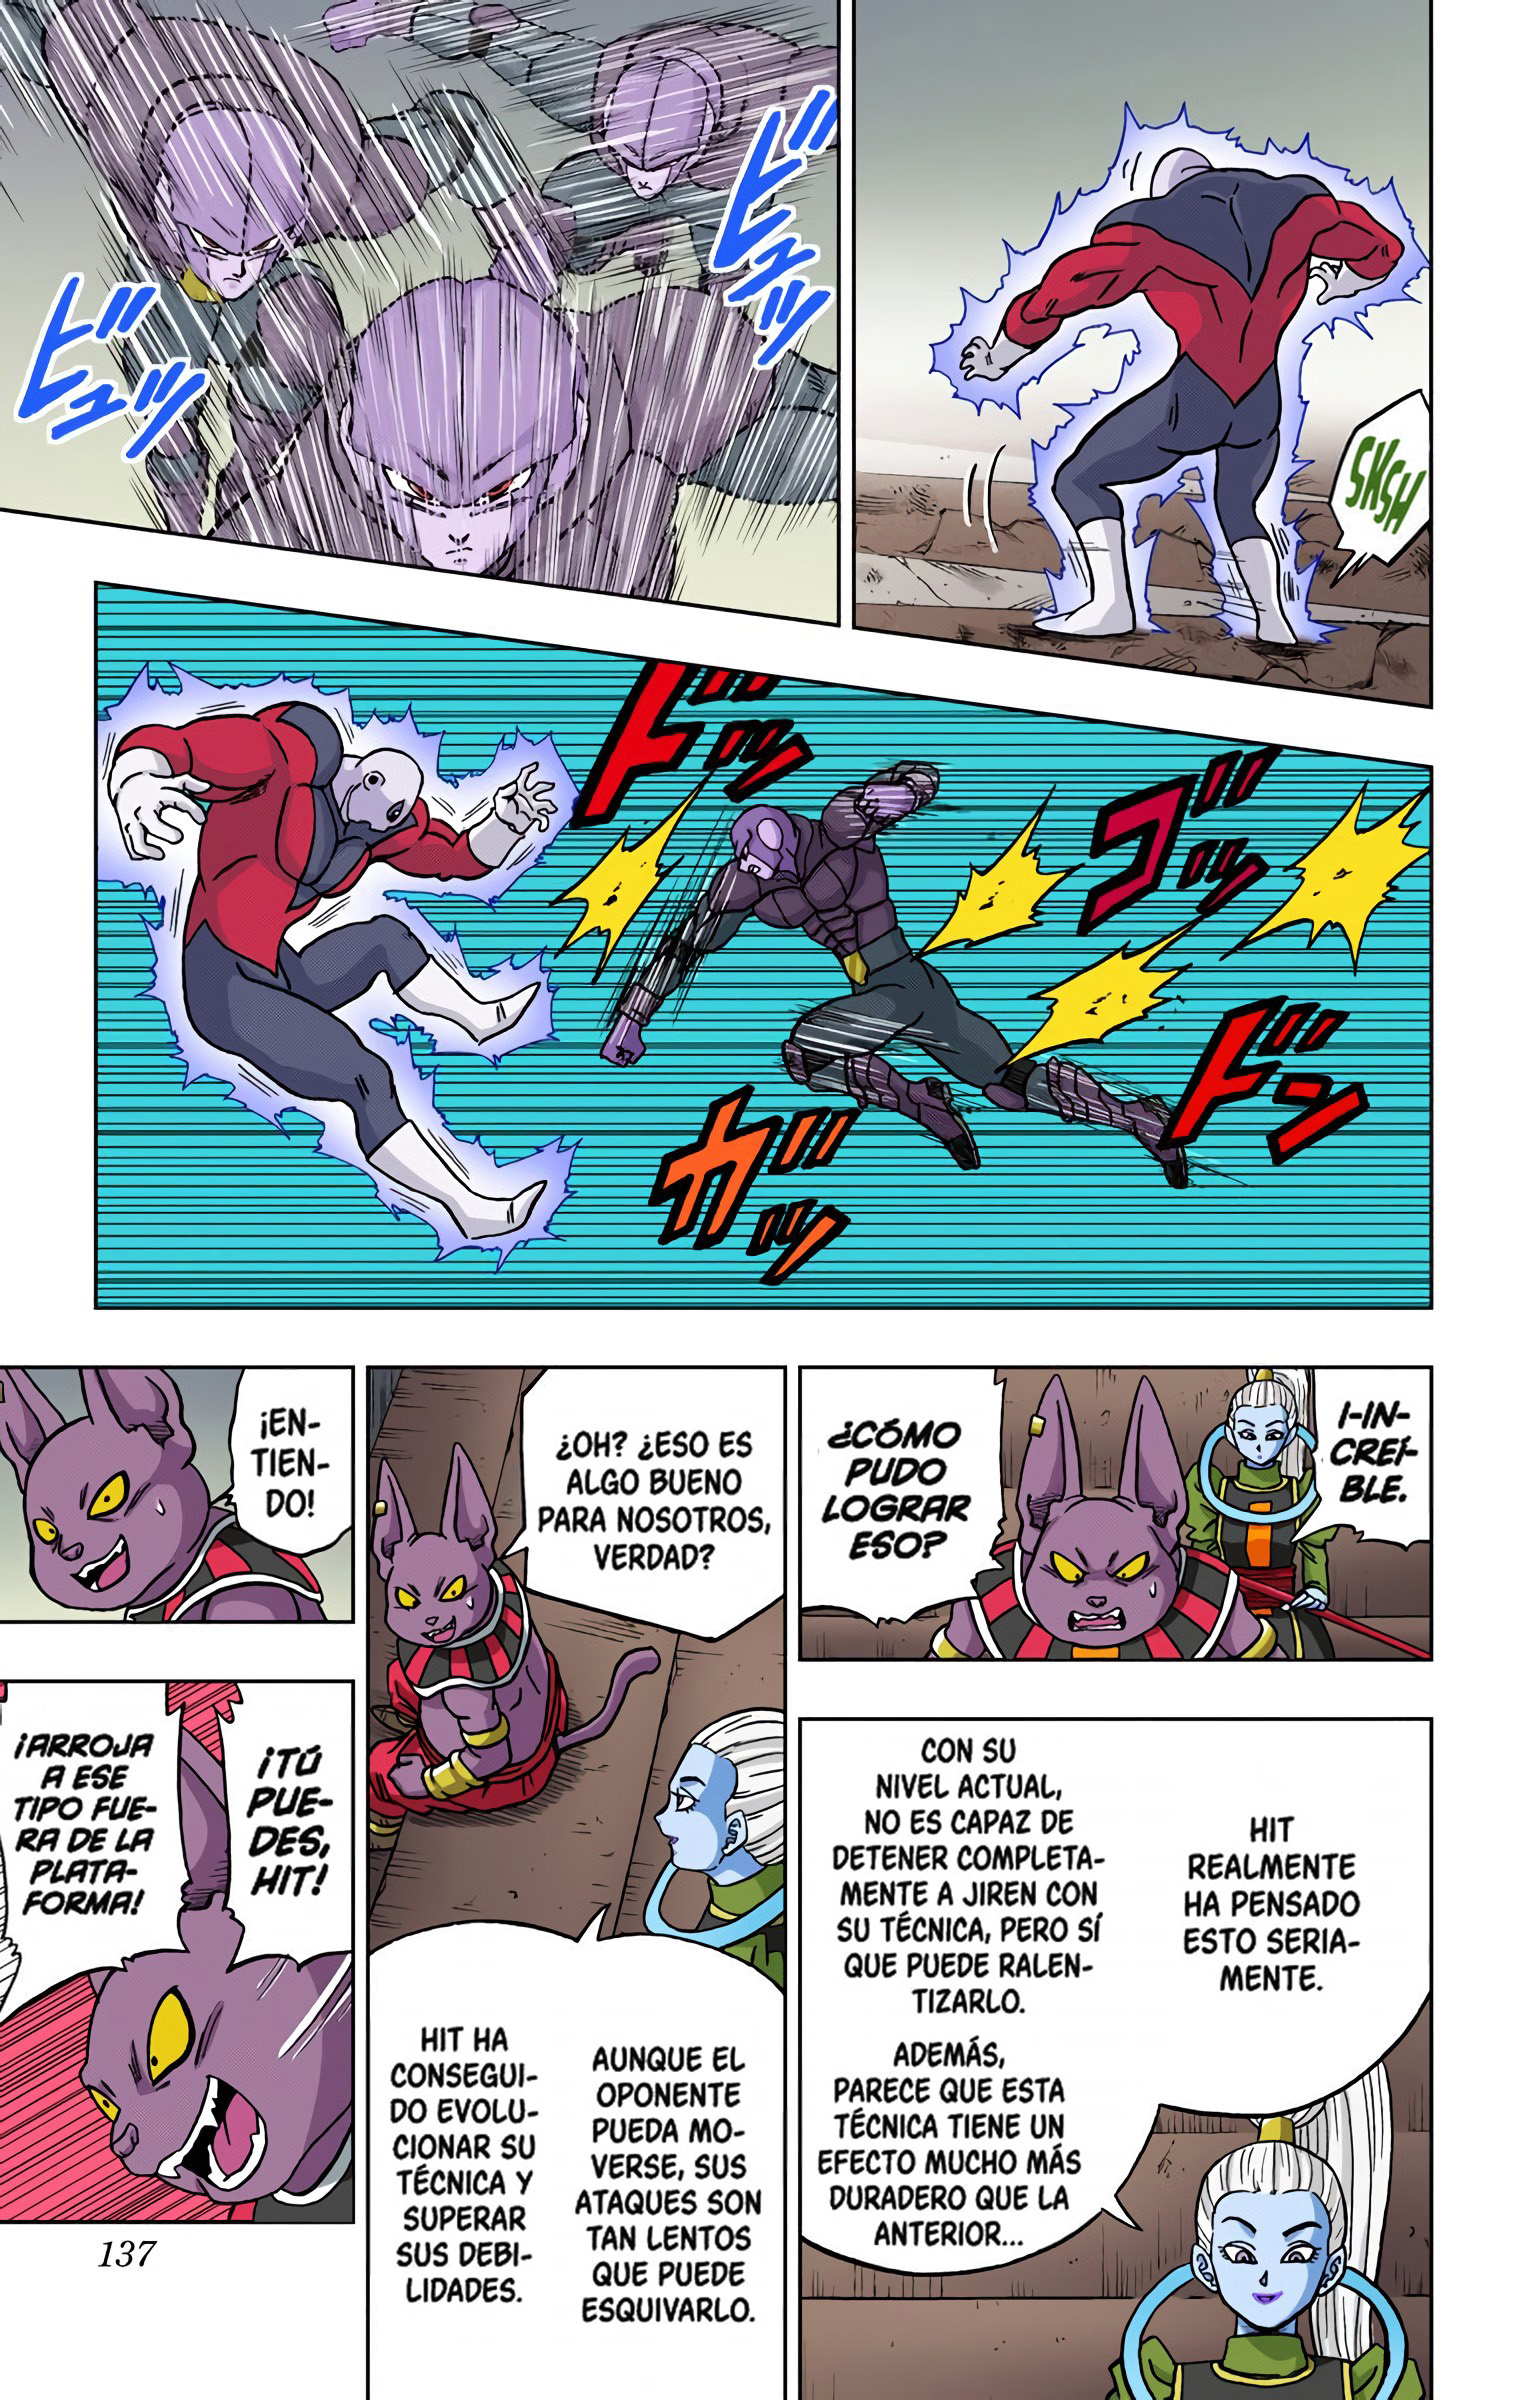 SKSH
ビュッ
ビュッ
ドンッ
ゴッ
ドッ
ガッ
I-IN-
CREÍ-
BLE.
¿CÓMO
PUDO
LOGRAR
ESO?
HIT
REALMENTE
HA PENSADO
ESTO SERIA-
MENTE.
CON SU
NIVEL ACTUAL,
NO ES CAPAZ DE
DETENER COMPLETA-
MENTE A JIREN CON
SU TÉCNICA, PERO SÍ
QUE PUEDE RALEN-
TIZARLO.
ADEMÁS,
PARECE QUE ESTA
TÉCNICA TIENE UN
EFECTO MUCHO MÁS
DURADERO QUE LA
ANTERIOR...
¿OH? ¿ESO ES
ALGO BUENO
PARA NOSOTROS,
VERDAD?
AUNQUE EL
OPONENTE
PUEDA MO-
VERSE, SUS
ATAQUES SON
TAN LENTOS
QUE PUEDE
ESQUIVARLO.
HIT HA
CONSEGUI-
DO EVOLU-
CIONAR SU
TÉCNICA Y
SUPERAR
SUS DEBI-
LIDADES.
¡EN-
TIEN-
DO!
¡TÚ
PUE-
DES,
HIT!
¡ARROJA
A ESE
TIPO FUE-
RA DE LA
PLATA-
FORMA!
137